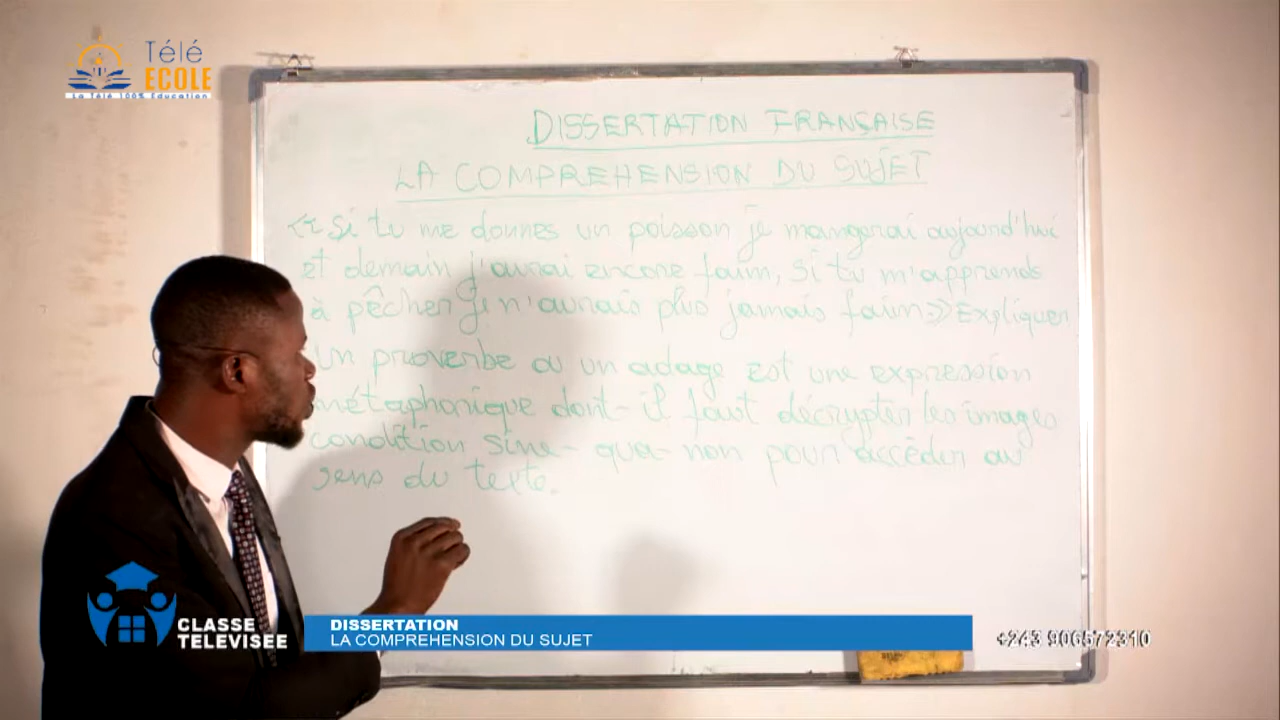 Télé
ECOLE
La Télé 100% Education
DISSERTATION FRANÇAISE
LA COMPREHENSION DU SUJET
<< Si tu me donnes un poisson je mangerai aujourd'hui
et demain j'aurai encore faim, si tu m'apprends
à pêcher je n'aurais plus jamais faim >> Expliquer
Un proverbe ou un adage est une expression
métaphorique dont-il faut décrypter les images
condition sine-qua-non pour accèder au
sens du texte.
CLASSE
TELEVISEE
DISSERTATION
LA COMPREHENSION DU SUJET
+243 906572310